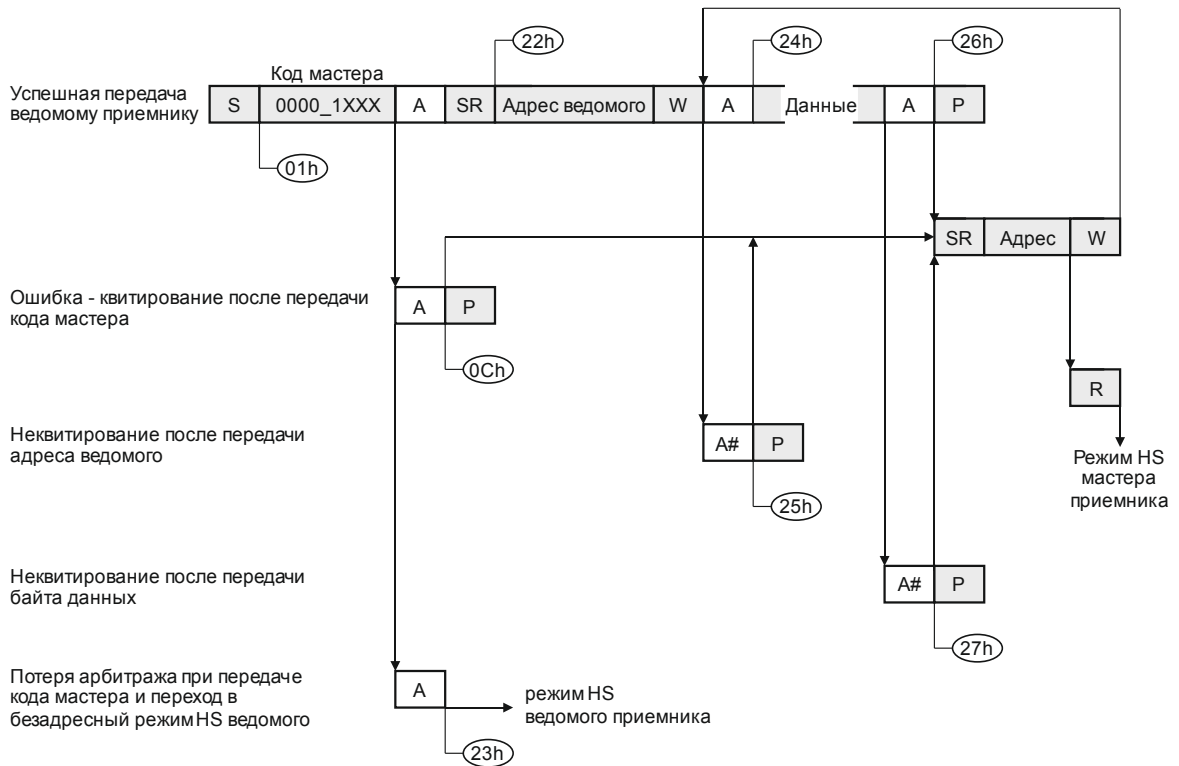 22h
24h
26h
Код мастера
Успешная передача
ведомому приемнику
S 0000_1XXX A SR Адрес ведомого W A Данные A P
01h
SR Адрес W
Ошибка - квитирование после передачи
кода мастера
A P
0Ch
R
Неквитирование после передачи
адреса ведомого
A# P
Режим HS
мастера
приемника
25h
Неквитирование после передачи
байта данных
A# P
27h
Потеря арбитража при передаче
кода мастера и переход в
безадресный режим HS ведомого
A
режим HS
ведомого приемника
23h